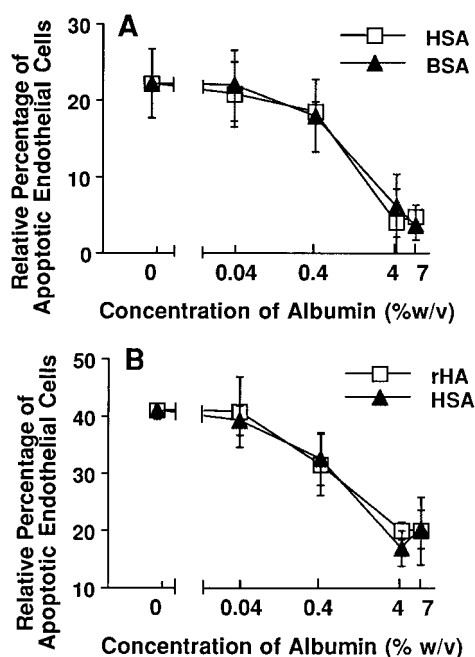 A
HSA
BSA
Relative Percentage of
Apoptotic Endothelial Cells
30
20
10
0
0 0.04 0.4 4 7
Concentration of Albumin (%w/v)
B
rHA
HSA
Relative Percentage of
Apoptotic Endothelial Cells
50
40
30
20
10
0 0.04 0.4 4 7
Concentration of Albumin (% w/v)